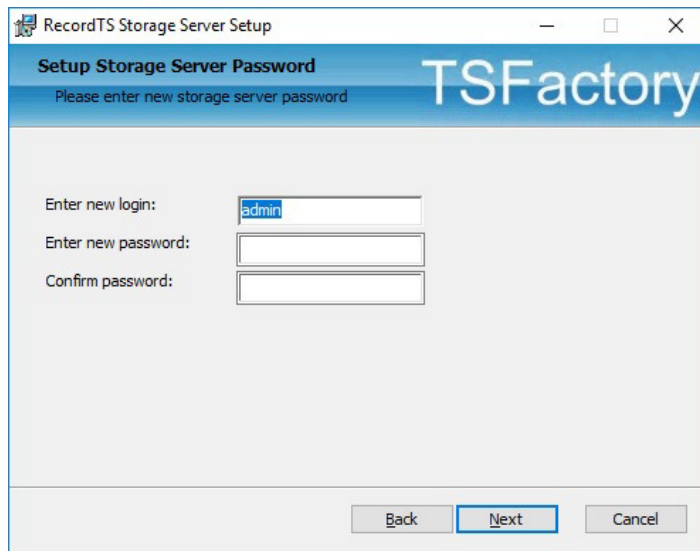 RecordTS Storage Server Setup
Setup Storage Server Password
Please enter new storage server password
TSFactory
Enter new login:
admin
Enter new password:
Confirm password:
Back
Next
Cancel